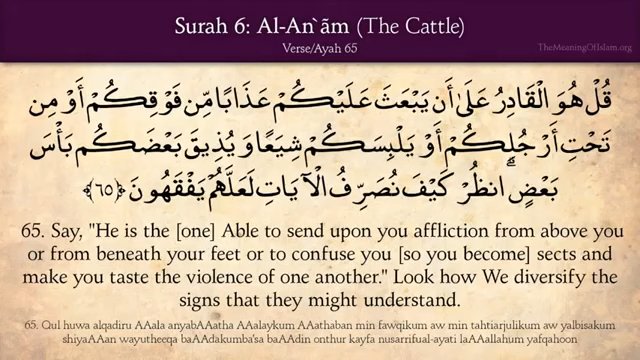 Surah 6: Al-An`ãm (The Cattle)
Verse/Ayah 65
TheMeaningOfIslam.org
قُلْ هُوَ الْقَادِرُ عَلَىٰ أَن يَبْعَثَ عَلَيْكُمْ عَذَابًا مِّن فَوْقِكُمْ أَوْ مِن
تَحْتِ أَرْجُلِكُمْ أَوْ يَلْبِسَكُمْ شِيَعًا وَيُذِيقَ بَعْضَكُم بَأْسَ
بَعْضٍ ۗ انظُرْ كَيْفَ نُصَرِّفُ الْآيَاتِ لَعَلَّهُمْ يَفْقَهُونَ ﴿٦٥﴾
65. Say, "He is the [one] Able to send upon you affliction from above you
or from beneath your feet or to confuse you [so you become] sects and
make you taste the violence of one another." Look how We diversify the
signs that they might understand.
65. Qul huwa alqadiru AAala anyabAAatha AAalaykum AAathaban min fawqikum aw min tahtiarjulikum aw yalbisakum
shiyaAAan wayutheeqa baAAdakumba'sa baAAdin onthur kayfa nusarrifual-ayati laAAallahum yafqahoon